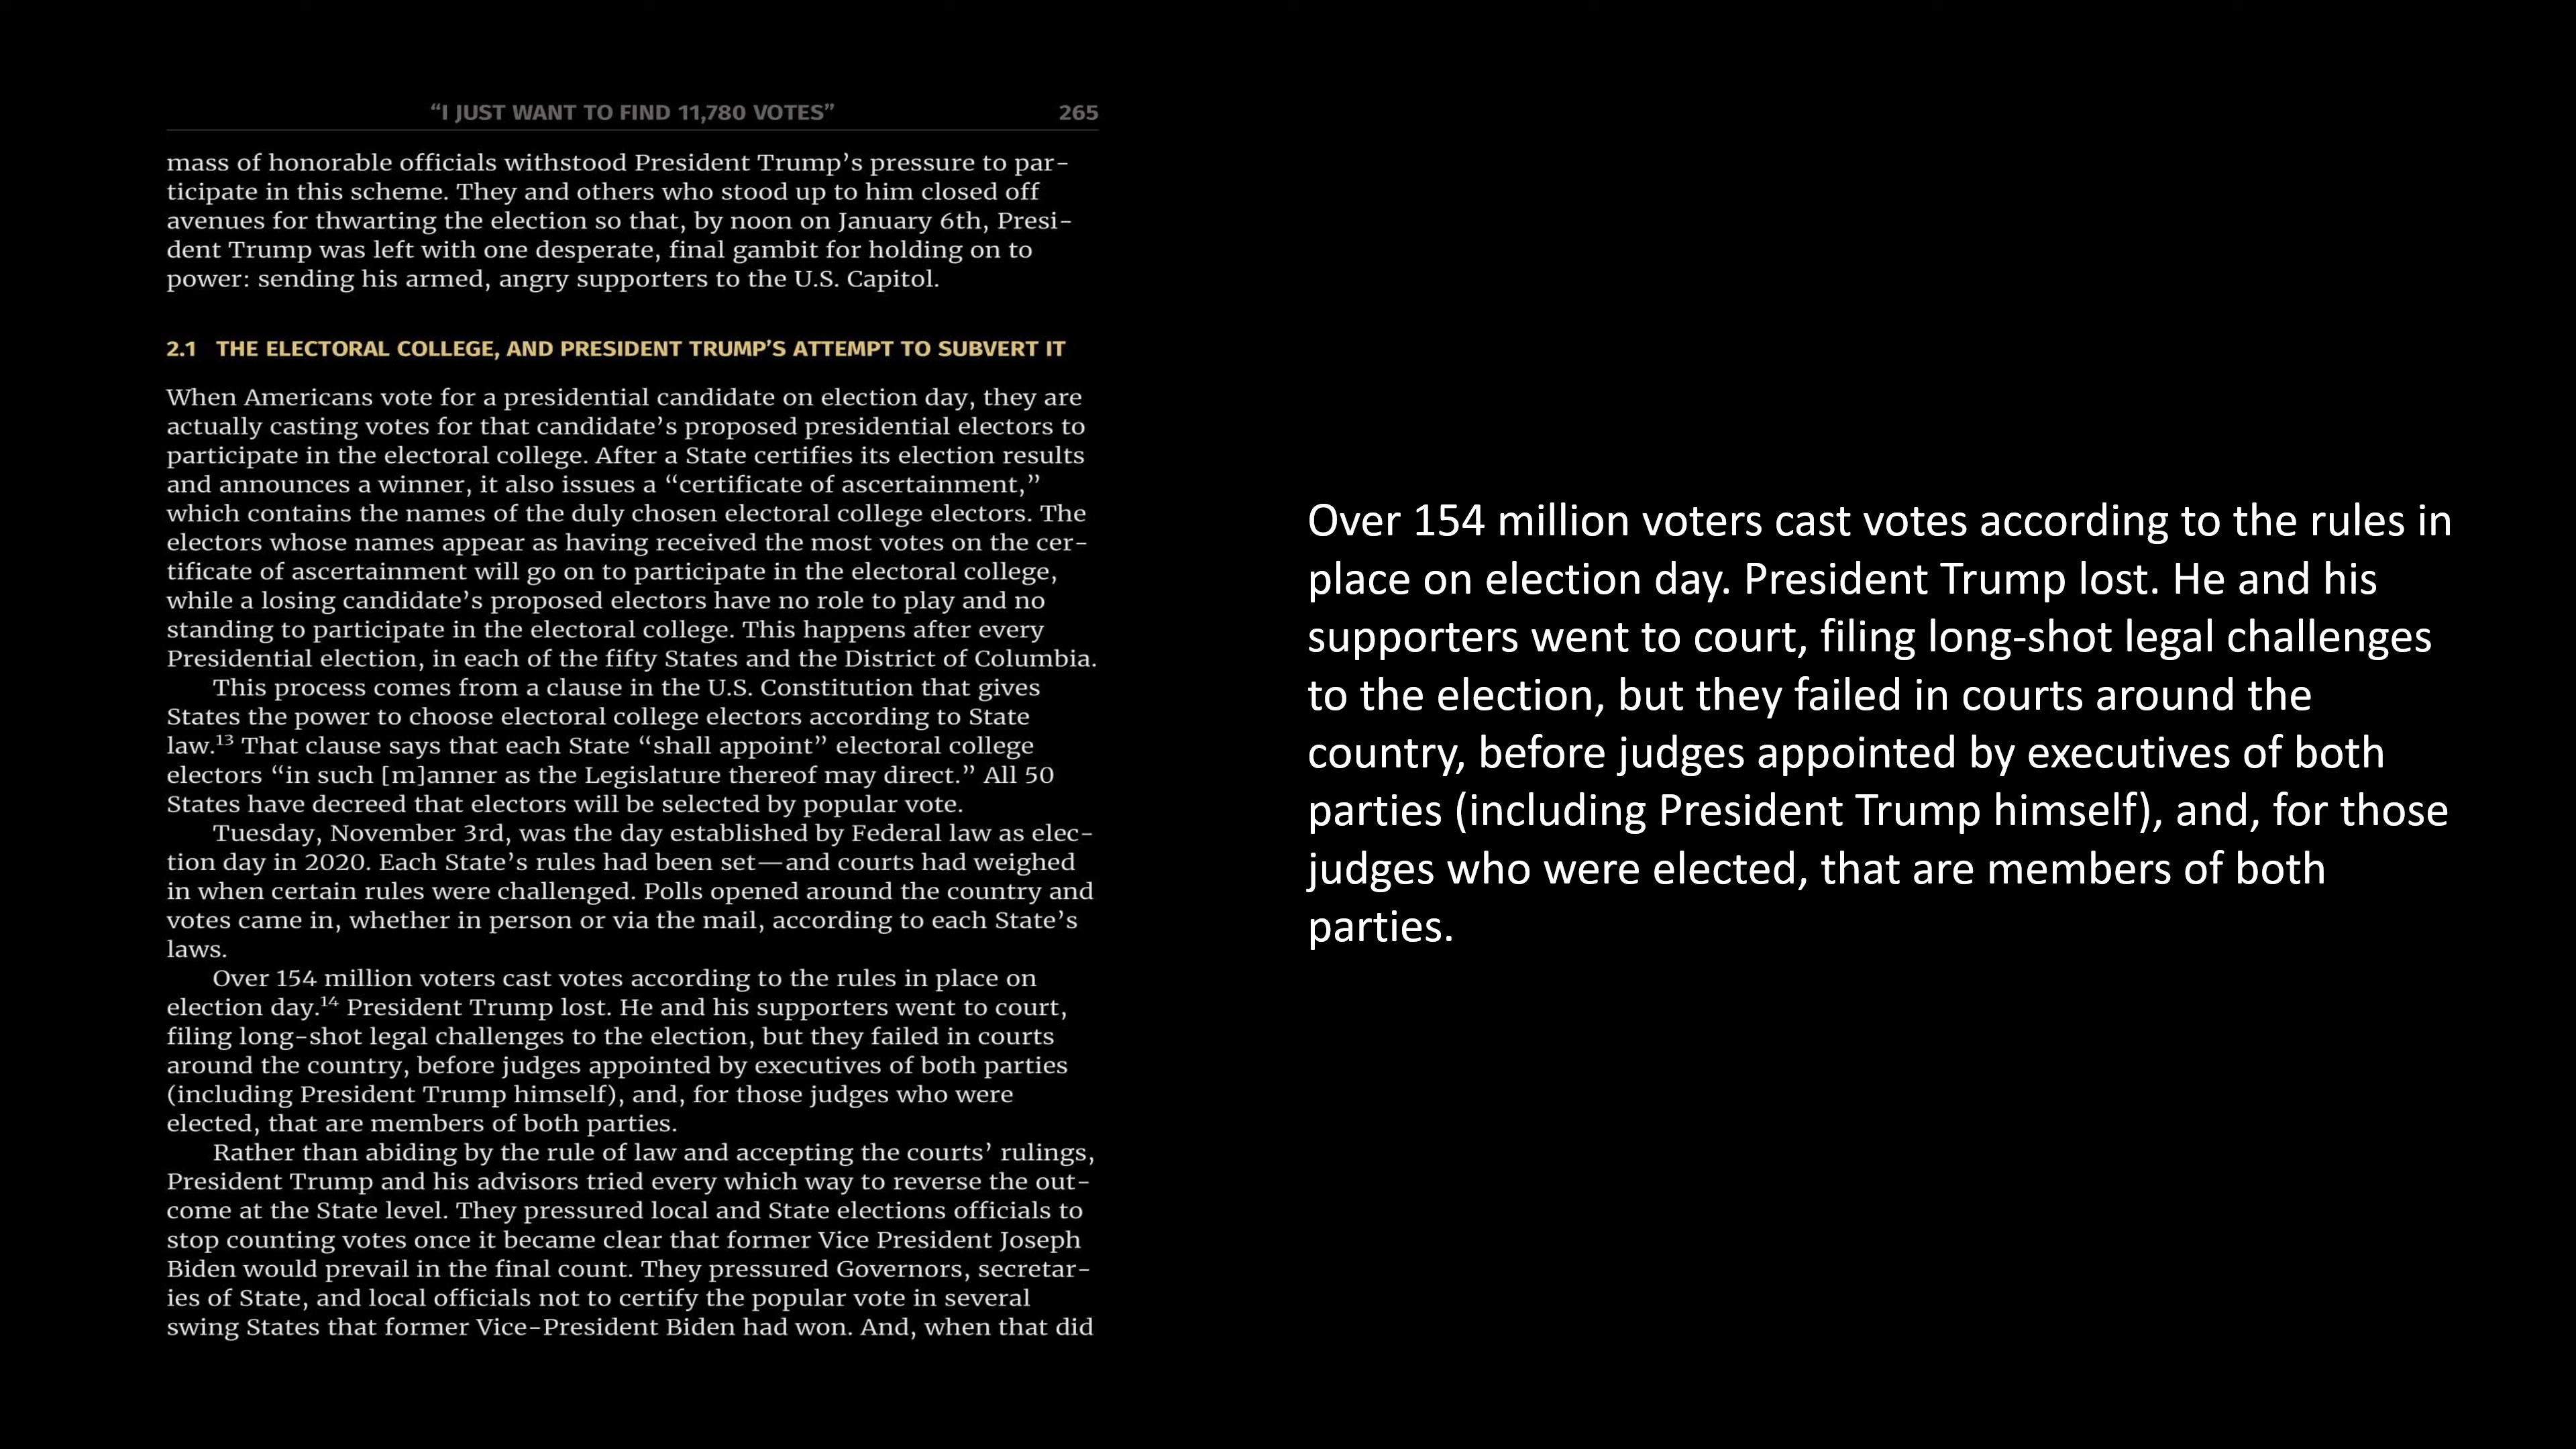 “I JUST WANT TO FIND 11,780 VOTES” 265
mass of honorable officials withstood President Trump’s pressure to par-
ticipate in this scheme. They and others who stood up to him closed off
avenues for thwarting the election so that, by noon on January 6th, Presi-
dent Trump was left with one desperate, final gambit for holding on to
power: sending his armed, angry supporters to the U.S. Capitol.
2.1 THE ELECTORAL COLLEGE, AND PRESIDENT TRUMP’S ATTEMPT TO SUBVERT IT
When Americans vote for a presidential candidate on election day, they are
actually casting votes for that candidate’s proposed presidential electors to
participate in the electoral college. After a State certifies its election results
and announces a winner, it also issues a “certificate of ascertainment,”
which contains the names of the duly chosen electoral college electors. The
electors whose names appear as having received the most votes on the cer-
tificate of ascertainment will go on to participate in the electoral college,
while a losing candidate’s proposed electors have no role to play and no
standing to participate in the electoral college. This happens after every
Presidential election, in each of the fifty States and the District of Columbia.
This process comes from a clause in the U.S. Constitution that gives
States the power to choose electoral college electors according to State
law.¹³ That clause says that each State “shall appoint” electoral college
electors “in such [m]anner as the Legislature thereof may direct.” All 50
States have decreed that electors will be selected by popular vote.
Tuesday, November 3rd, was the day established by Federal law as elec-
tion day in 2020. Each State’s rules had been set—and courts had weighed
in when certain rules were challenged. Polls opened around the country and
votes came in, whether in person or via the mail, according to each State’s
laws.
Over 154 million voters cast votes according to the rules in place on
election day.¹⁴ President Trump lost. He and his supporters went to court,
filing long-shot legal challenges to the election, but they failed in courts
around the country, before judges appointed by executives of both parties
(including President Trump himself), and, for those judges who were
elected, that are members of both parties.
Rather than abiding by the rule of law and accepting the courts’ rulings,
President Trump and his advisors tried every which way to reverse the out-
come at the State level. They pressured local and State elections officials to
stop counting votes once it became clear that former Vice President Joseph
Biden would prevail in the final count. They pressured Governors, secretar-
ies of State, and local officials not to certify the popular vote in several
swing States that former Vice-President Biden had won. And, when that did
Over 154 million voters cast votes according to the rules in
place on election day. President Trump lost. He and his
supporters went to court, filing long-shot legal challenges
to the election, but they failed in courts around the
country, before judges appointed by executives of both
parties (including President Trump himself), and, for those
judges who were elected, that are members of both
parties.